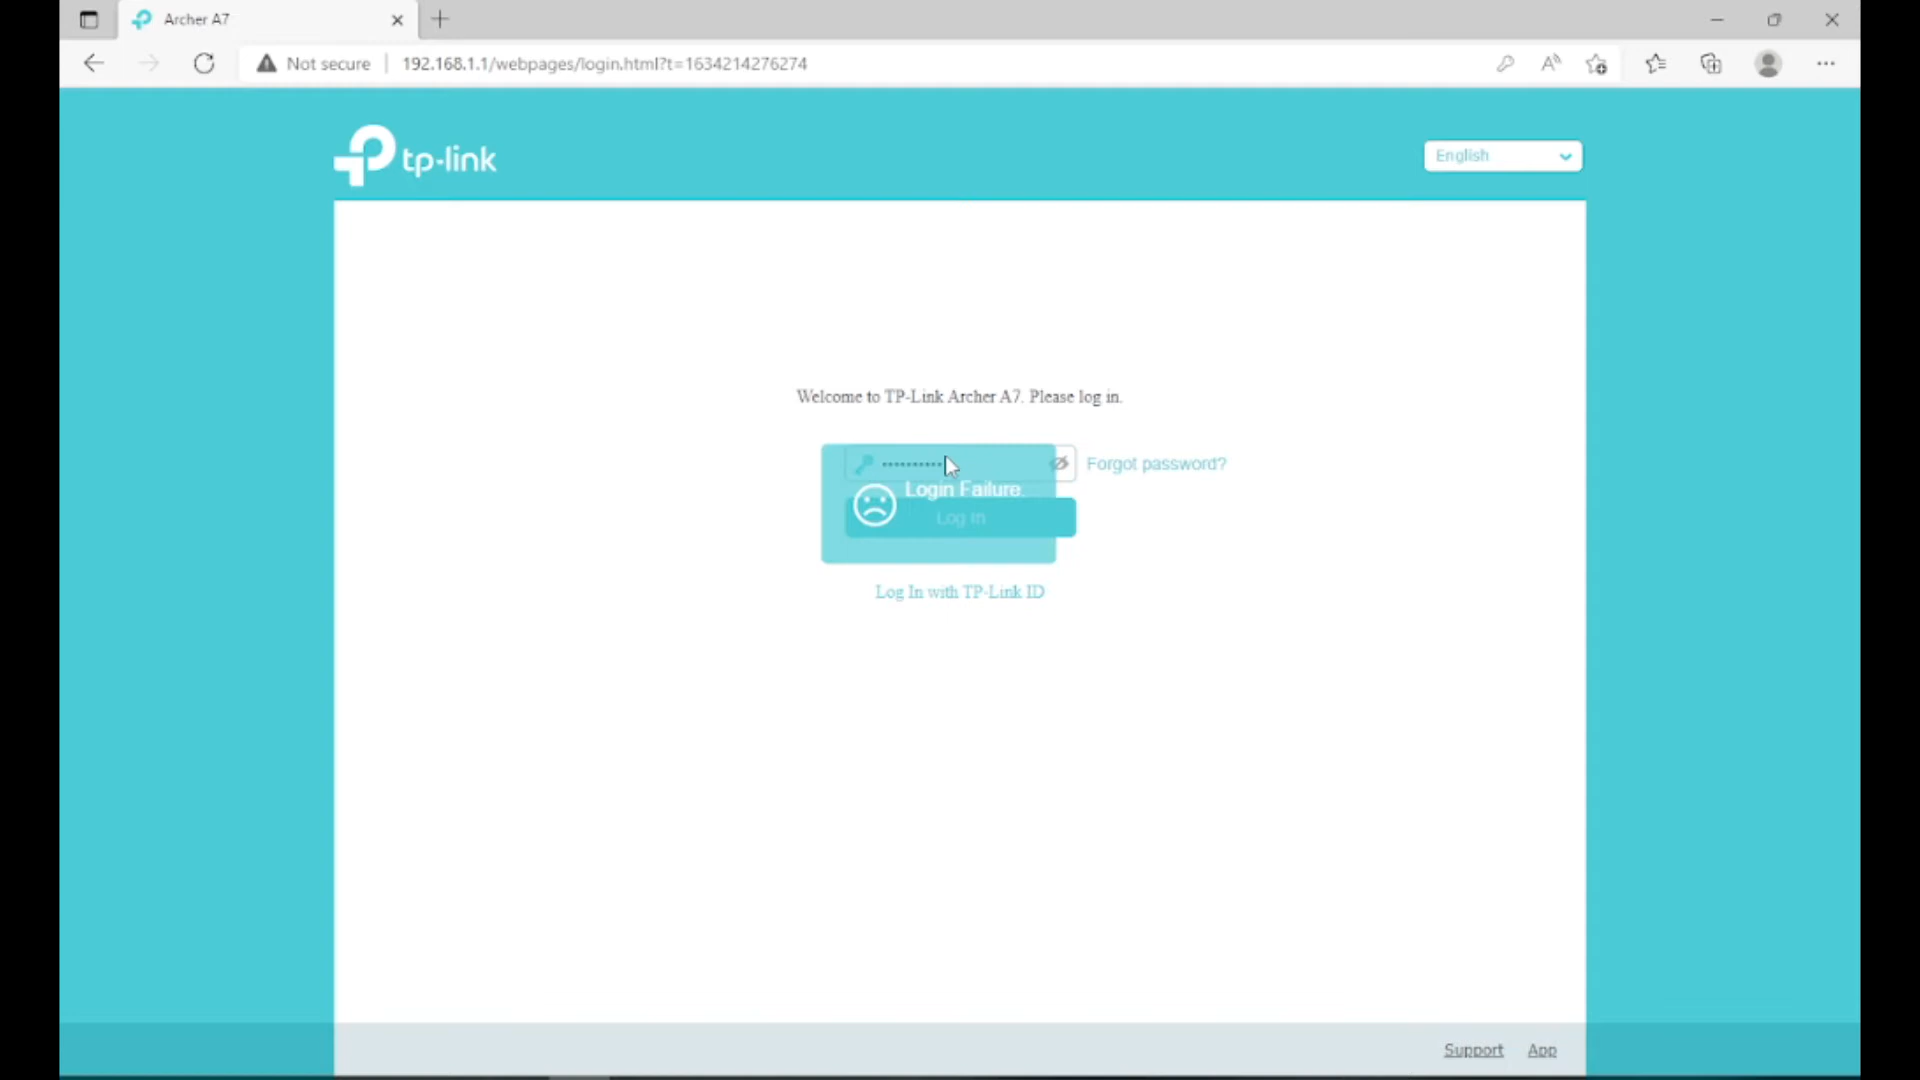 Archer A7
Not secure
192.168.1.1/webpages/login.html?t=1634214276274
tp-link
English
Welcome to TP-Link Archer A7. Please log in.
Forgot password?
Login Failure.
Log In
Log In with TP-Link ID
Support
App